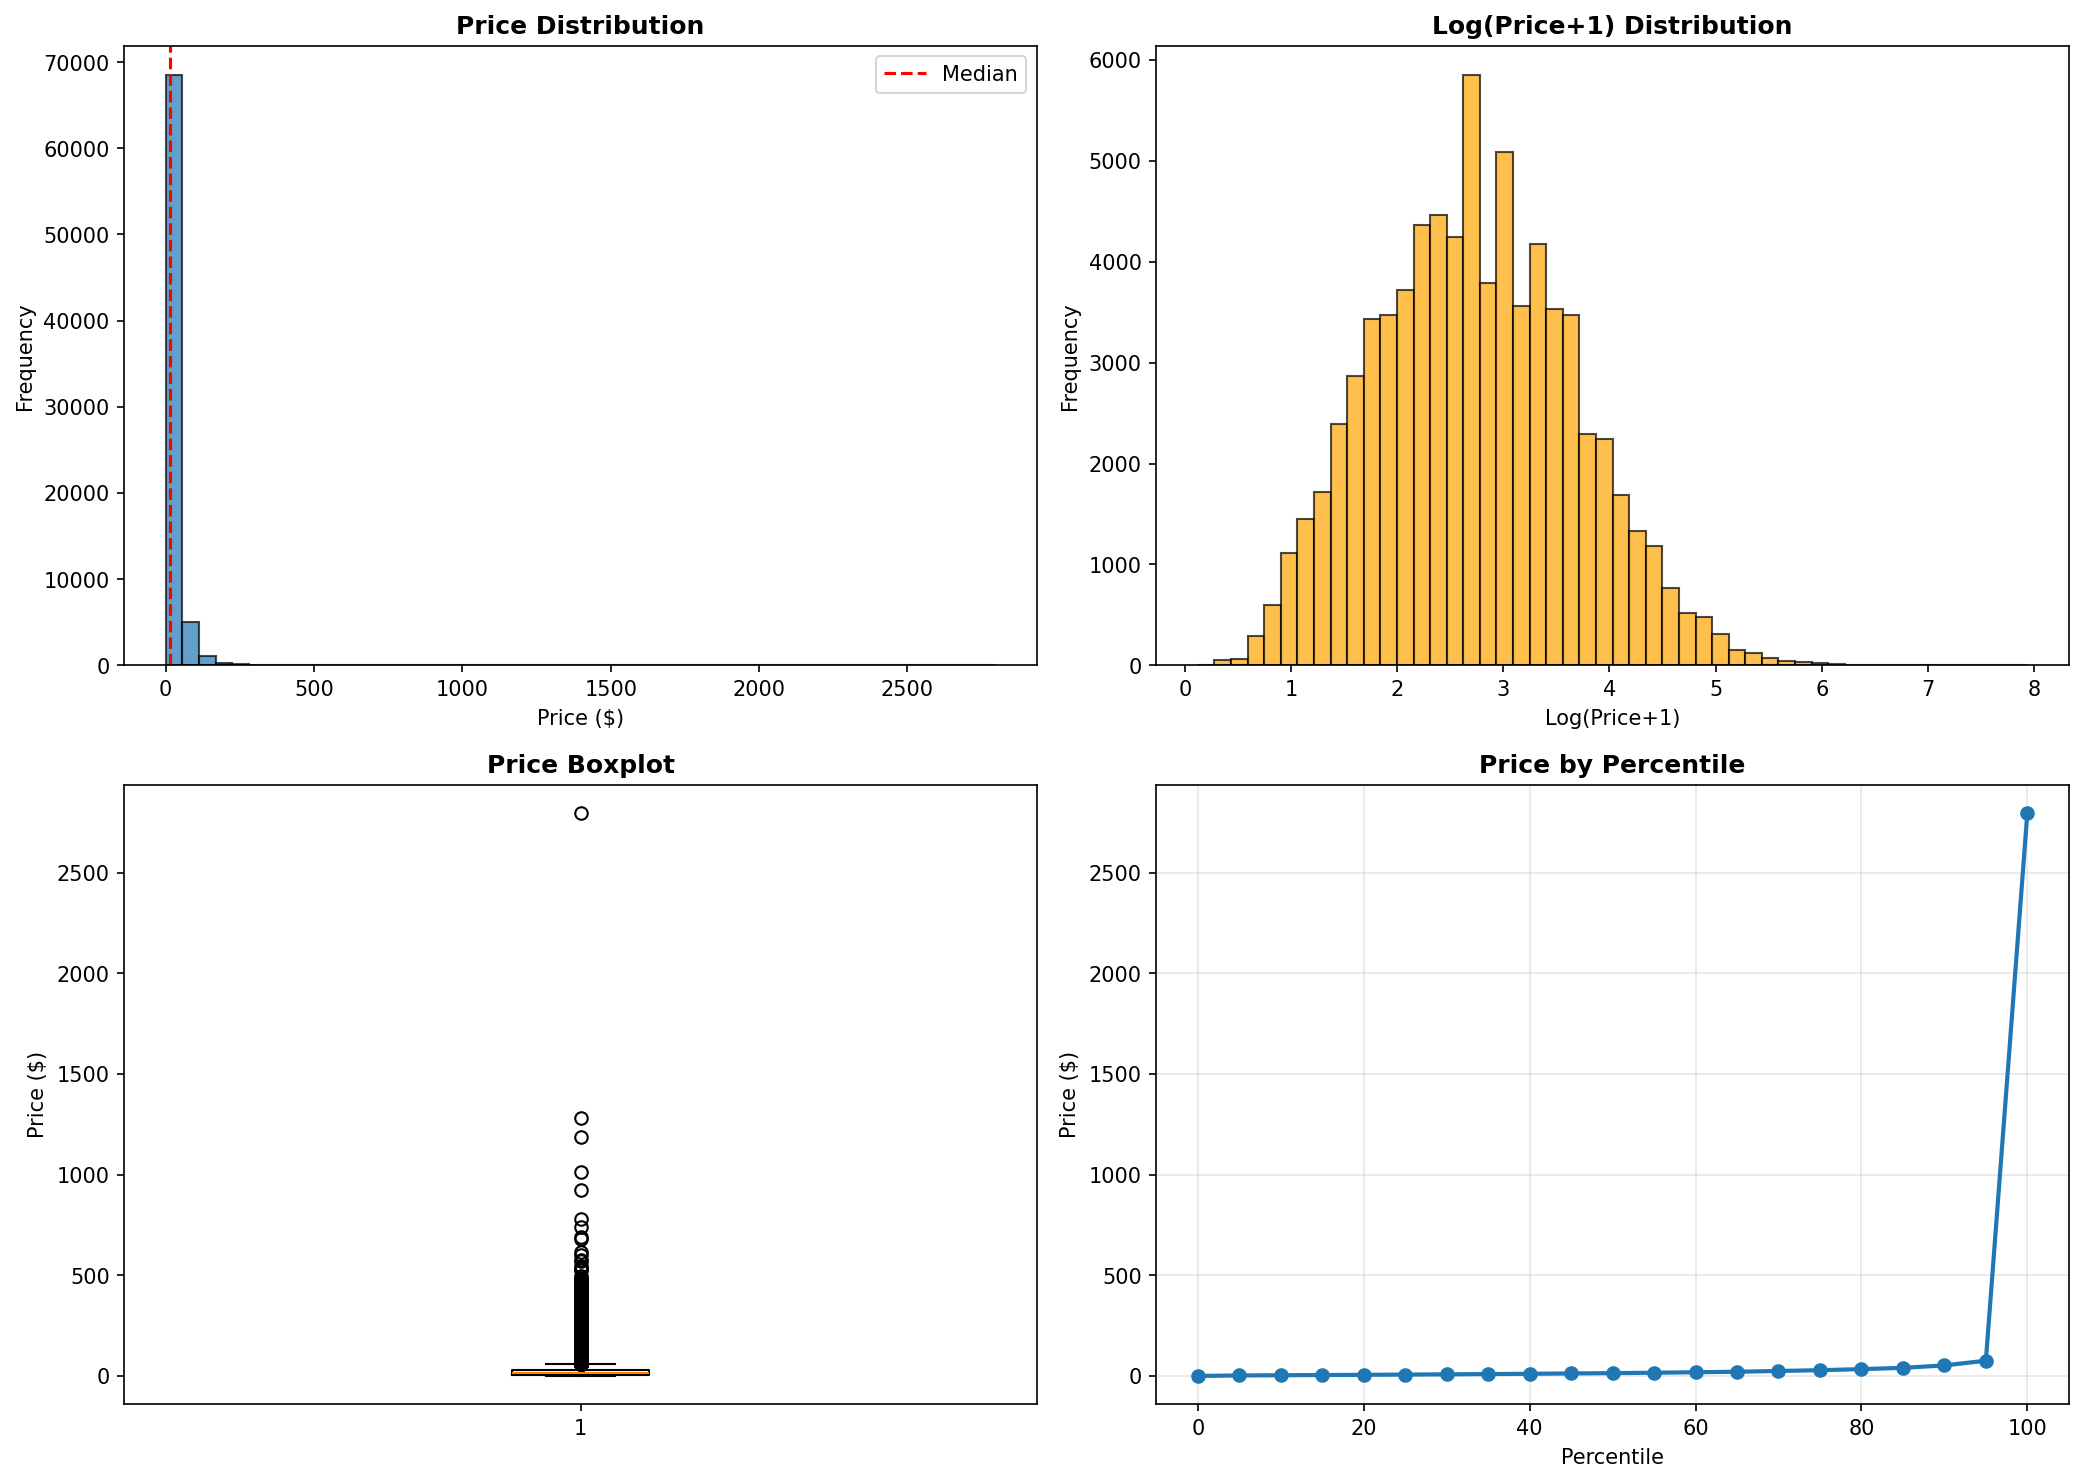 Price Distribution
70000
60000
50000
40000
30000
20000
10000
0
Frequency
Median
0 500 1000 1500 2000 2500
Price ($)
Log(Price+1) Distribution
6000
5000
4000
3000
2000
1000
0
Frequency
0 1 2 3 4 5 6 7 8
Log(Price+1)
Price Boxplot
2500
2000
1500
1000
500
0
Price ($)
1
Price by Percentile
2500
2000
1500
1000
500
0
Price ($)
0 20 40 60 80 100
Percentile